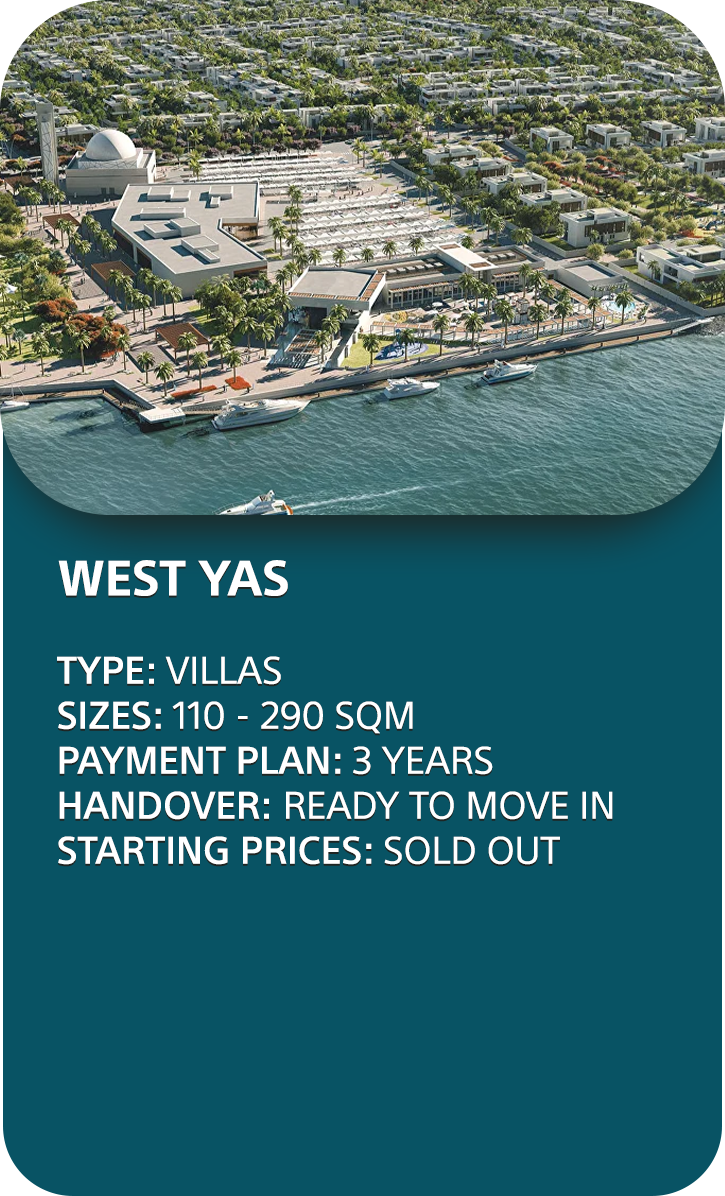 WEST YAS
TYPE: VILLAS
SIZES: 110 - 290 SQM
PAYMENT PLAN: 3 YEARS
HANDOVER: READY TO MOVE IN
STARTING PRICES: SOLD OUT